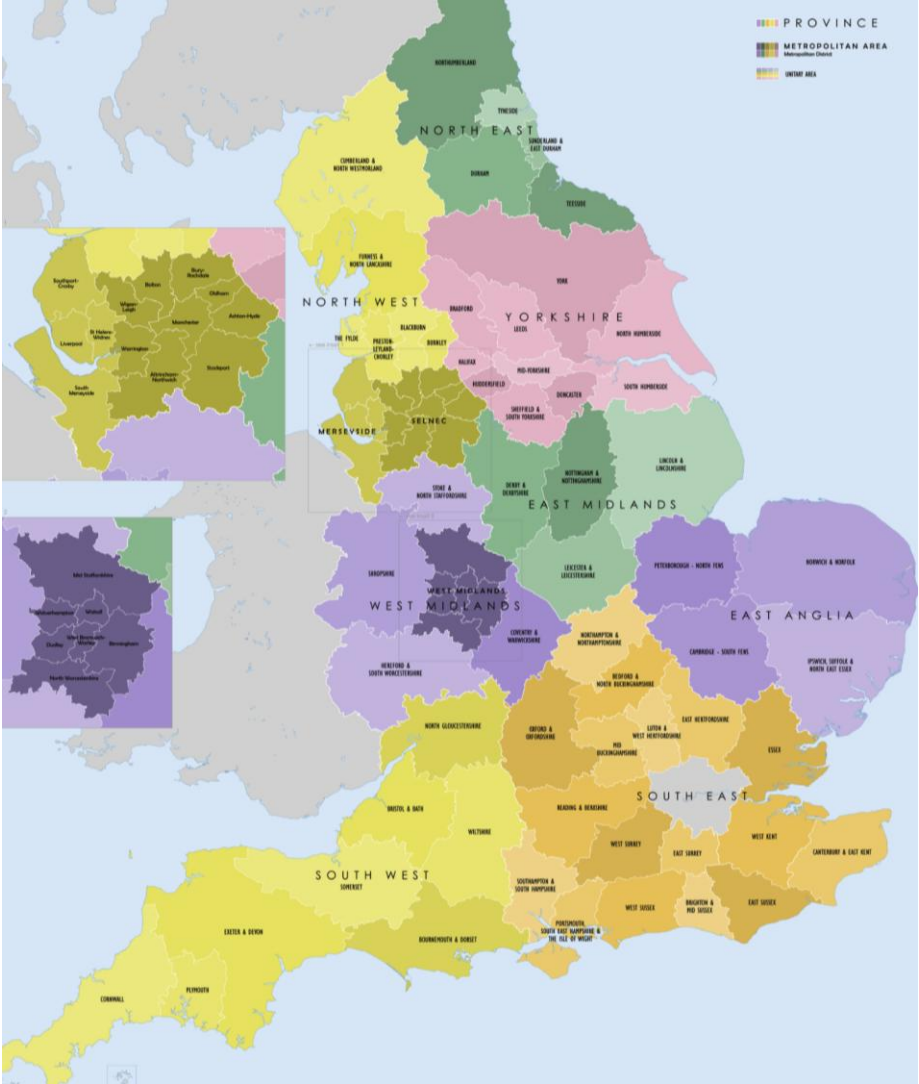 PROVINCE
METROPOLITAN AREA
Metropolitan District
UNITARY AREA
NORTHUMBERLAND
TYNESIDE
NORTH EAST
SUNDERLAND &
EAST DURHAM
CUMBERLAND &
NORTH WESTMORLAND
DURHAM
TEESIDE
FURNESS &
NORTH LANCASHIRE
YORK
NORTH WEST
BRADFORD
LEEDS
YORKSHIRE
NORTH HUMBERSIDE
THE FYLDE
BLACKBURN
PRESTON-
LEYLAND-
CHORLEY
BURNLEY
HALIFAX
MID-YORKSHIRE
HUDDERSFIELD
DONCASTER
SOUTH HUMBERSIDE
SHEFFIELD &
SOUTH YORKSHIRE
MERSEYSIDE
SELNEC
Southport-
Crosby
Bolton
Bury-
Rochdale
Oldham
Wigan-
Leigh
Manchester
Ashton-Hyde
Liverpool
St Helens-
Widnes
Warrington
Stockport
South
Merseyside
Altrincham-
Northwich
STOKE &
NORTH STAFFORDSHIRE
DERBY &
DERBYSHIRE
NOTTINGHAM &
NOTTINGHAMSHIRE
LINCOLN &
LINCOLNSHIRE
EAST MIDLANDS
LEICESTER &
LEICESTERSHIRE
SHROPSHIRE
WEST MIDLANDS
WEST MIDLANDS
COVENTRY &
WARWICKSHIRE
HEREFORD &
SOUTH WORCESTERSHIRE
Mid Staffordshire
Wolverhampton
Walsall
Dudley
West Bromwich-
Warley
Birmingham
North Worcestershire
PETERBOROUGH - NORTH FENS
NORWICH & NORFOLK
EAST ANGLIA
CAMBRIDGE - SOUTH FENS
IPSWICH, SUFFOLK &
NORTH EAST ESSEX
NORTHAMPTON &
NORTHAMPTONSHIRE
BEDFORD &
NORTH BUCKINGHAMSHIRE
OXFORD &
OXFORDSHIRE
MID
BUCKINGHAMSHIRE
LUTON &
WEST HERTFORDSHIRE
EAST HERTFORDSHIRE
ESSEX
SOUTH EAST
READING & BERKSHIRE
WEST SURREY
EAST SURREY
WEST KENT
CANTERBURY & EAST KENT
SOUTHAMPTON &
SOUTH HAMPSHIRE
PORTSMOUTH,
SOUTH EAST HAMPSHIRE &
THE ISLE OF WIGHT
WEST SUSSEX
BRIGHTON &
MID SUSSEX
EAST SUSSEX
NORTH GLOUCESTERSHIRE
BRISTOL & BATH
WILTSHIRE
SOUTH WEST
SOMERSET
EXETER & DEVON
BOURNEMOUTH & DORSET
PLYMOUTH
CORNWALL